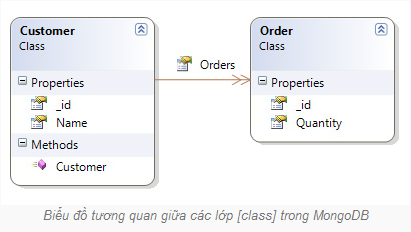 Customer
Class
Properties
_id
Name
Methods
Customer
Orders
Order
Class
Properties
_id
Quantity
Biểu đồ tương quan giữa các lớp [class] trong MongoDB